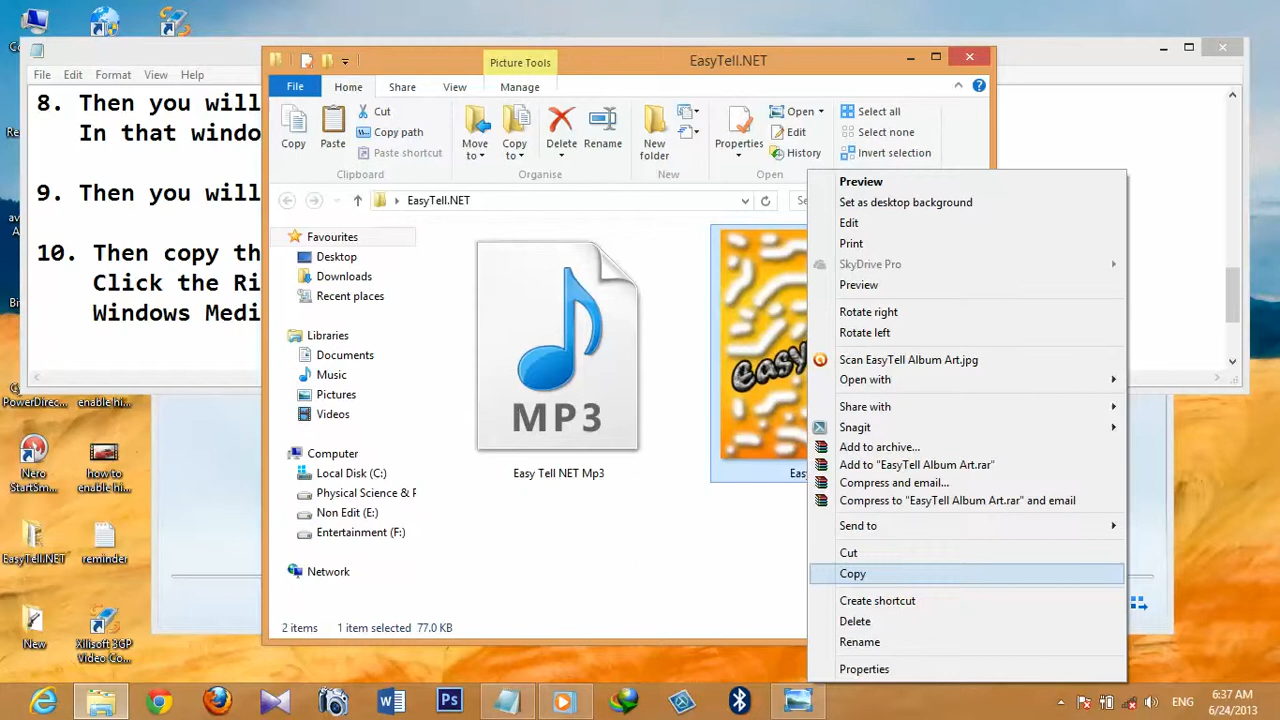 File Edit Format View Help
8. Then you will
In that windo
9. Then you will
10. Then copy th
Click the Ri
Windows Medi
Picture Tools
EasyTell.NET
File Home Share View Manage
Copy
Paste
Cut
Copy path
Paste shortcut
Clipboard
Move to
Copy to
Delete
Rename
Organise
New folder
New
Properties
Open
Edit
History
Open
Select all
Select none
Invert selection
EasyTell.NET
Favourites
Desktop
Downloads
Recent places
Libraries
Documents
Music
Pictures
Videos
Computer
Local Disk (C:)
Physical Science & F
Non Edit (E:)
Entertainment (F:)
Network
MP3
Easy Tell NET Mp3
Easy
Eas
2 items 1 item selected 77.0 KB
Preview
Set as desktop background
Edit
Print
SkyDrive Pro
Preview
Rotate right
Rotate left
Scan EasyTell Album Art.jpg
Open with
Share with
Snagit
Add to archive...
Add to "EasyTell Album Art.rar"
Compress and email...
Compress to "EasyTell Album Art.rar" and email
Send to
Cut
Copy
Create shortcut
Delete
Rename
Properties
PowerDirec...
enable hi...
Nero
StartSm...
how to
enable hi...
EasyTell.NET
reminder
New
Xilisoft 3GP
Video Co...
Ps
ENG
6:37 AM
6/24/2013